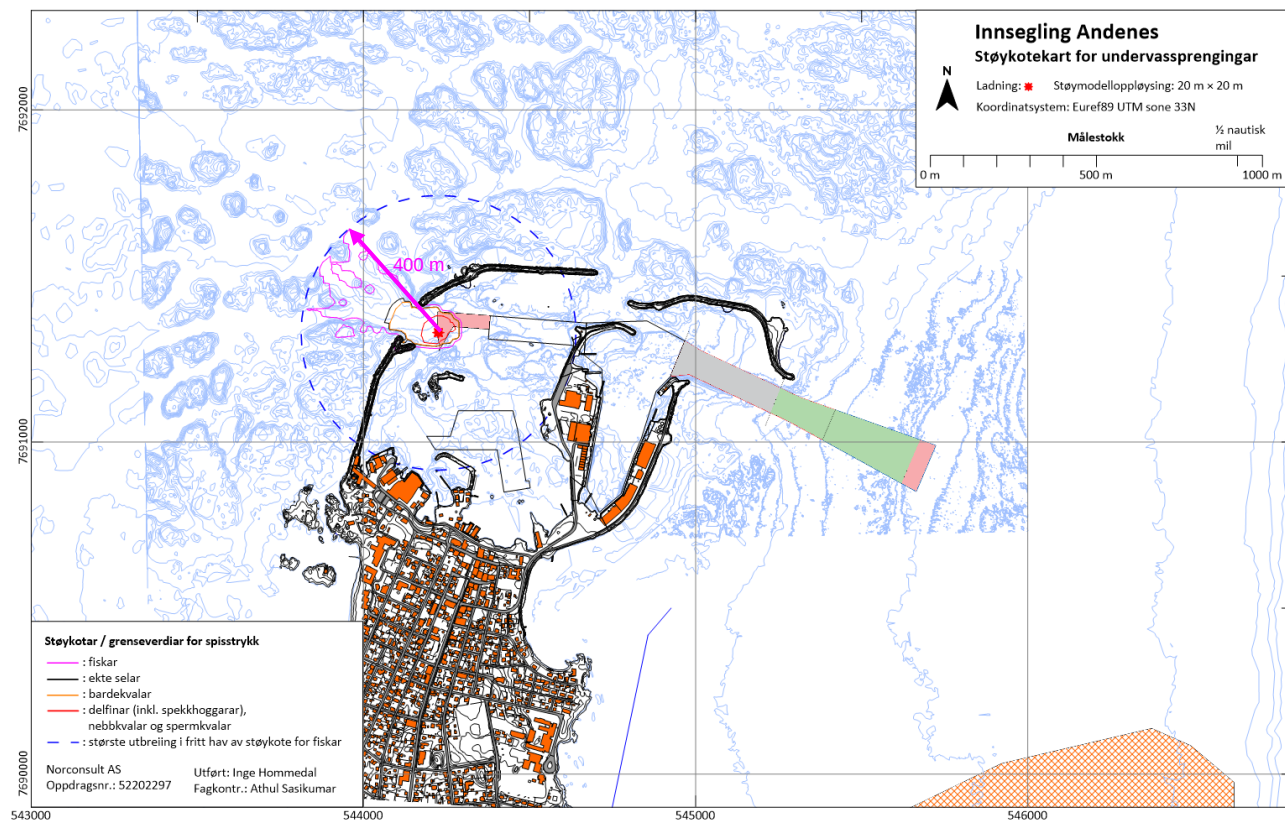 Innsegling Andenes
Støykotekart for undervassprengingar
N
Ladning: Støymodelloppløysing: 20 m × 20 m
Koordinatsystem: Euref89 UTM sone 33N
Målestokk
½ nautisk
mil
0 m
500 m
1000 m
7692000
400 m
7691000
Støykotar / grenseverdiar for spisstrykk
: fiskar
: ekte selar
: bardekvalar
: delfinar (inkl. spekkhoggarar),
nebbkvalar og spermkvalar
: største utbreiing i fritt hav av støykote for fiskar
Norconsult AS
Oppdragsnr.: 52202297
Utført: Inge Hommedal
Fagkontr.: Athul Sasikumar
7690000
543000
544000
545000
546000